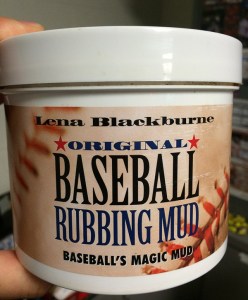 Lena Blackburne
ORIGINAL
BASEBALL
RUBBING MUD
BASEBALL'S MAGIC MUD